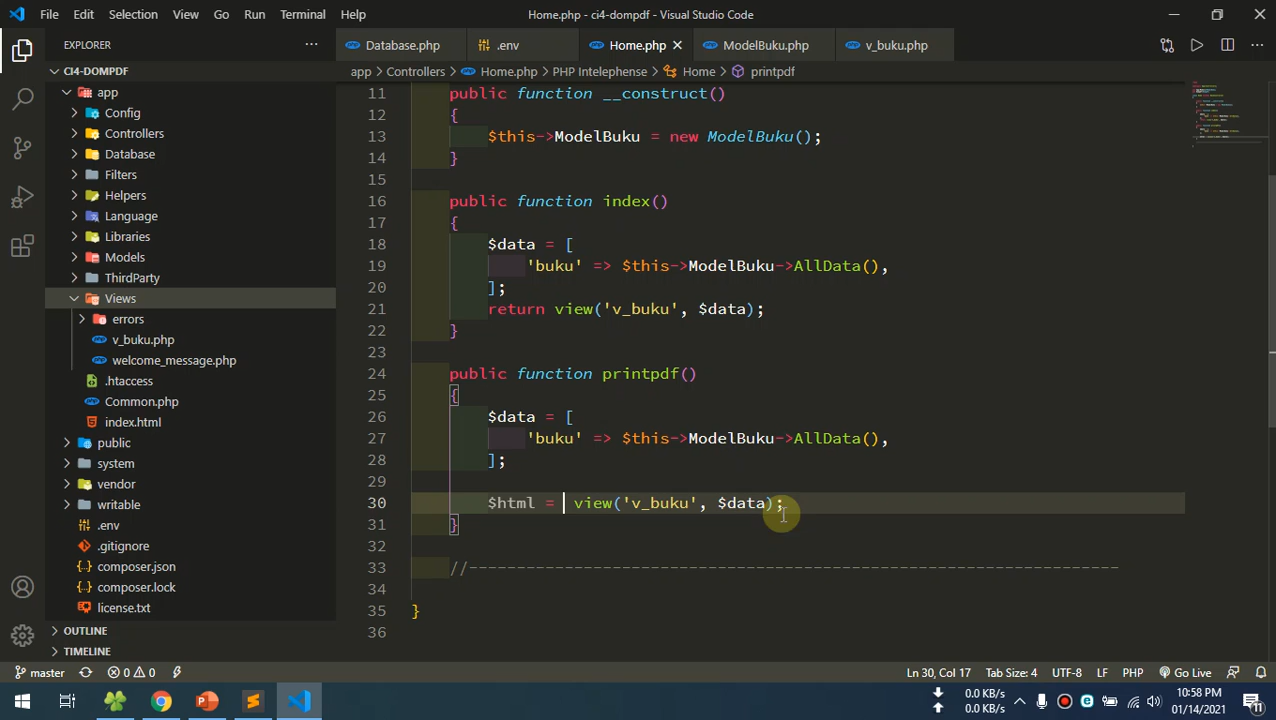 File Edit Selection View Go Run Terminal Help
Home.php - ci4-dompdf - Visual Studio Code
EXPLORER
Database.php
.env
Home.php
ModelBuku.php
v_buku.php
CI4-DOMPDF
app > Controllers > Home.php > PHP Intelephense > Home > printpdf
app
Config
Controllers
Database
Filters
Helpers
Language
Libraries
Models
ThirdParty
Views
errors
v_buku.php
welcome_message.php
.htaccess
Common.php
index.html
public
system
vendor
writable
.env
.gitignore
composer.json
composer.lock
license.txt
OUTLINE
TIMELINE
11 public function __construct()
12 {
13 $this->ModelBuku = new ModelBuku();
14 }
15
16 public function index()
17 {
18 $data = [
19 'buku' => $this->ModelBuku->AllData(),
20 ];
21 return view('v_buku', $data);
22 }
23
24 public function printpdf()
25 {
26 $data = [
27 'buku' => $this->ModelBuku->AllData(),
28 ];
29
30 $html = view('v_buku', $data);
31 }
32
33 //--------------------------------------------------------------------
34
35 }
36
master
0 0
Ln 30, Col 17 Tab Size: 4 UTF-8 LF PHP Go Live
0.0 KB/s
0.0 KB/s
10:58 PM
01/14/2021
11